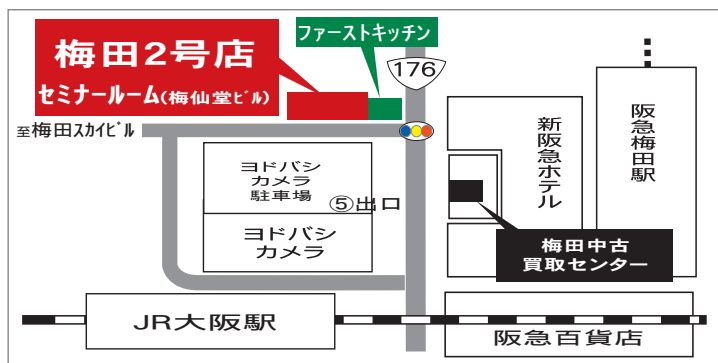 梅田2号店
セミナールーム(梅仙堂ビル)
ファーストキッチン
176
至梅田スカイビル
ヨドバシ
カメラ
駐車場
⑤出口
ヨドバシ
カメラ
新阪急ホテル
阪急梅田駅
梅田中古
買取センター
JR大阪駅
阪急百貨店